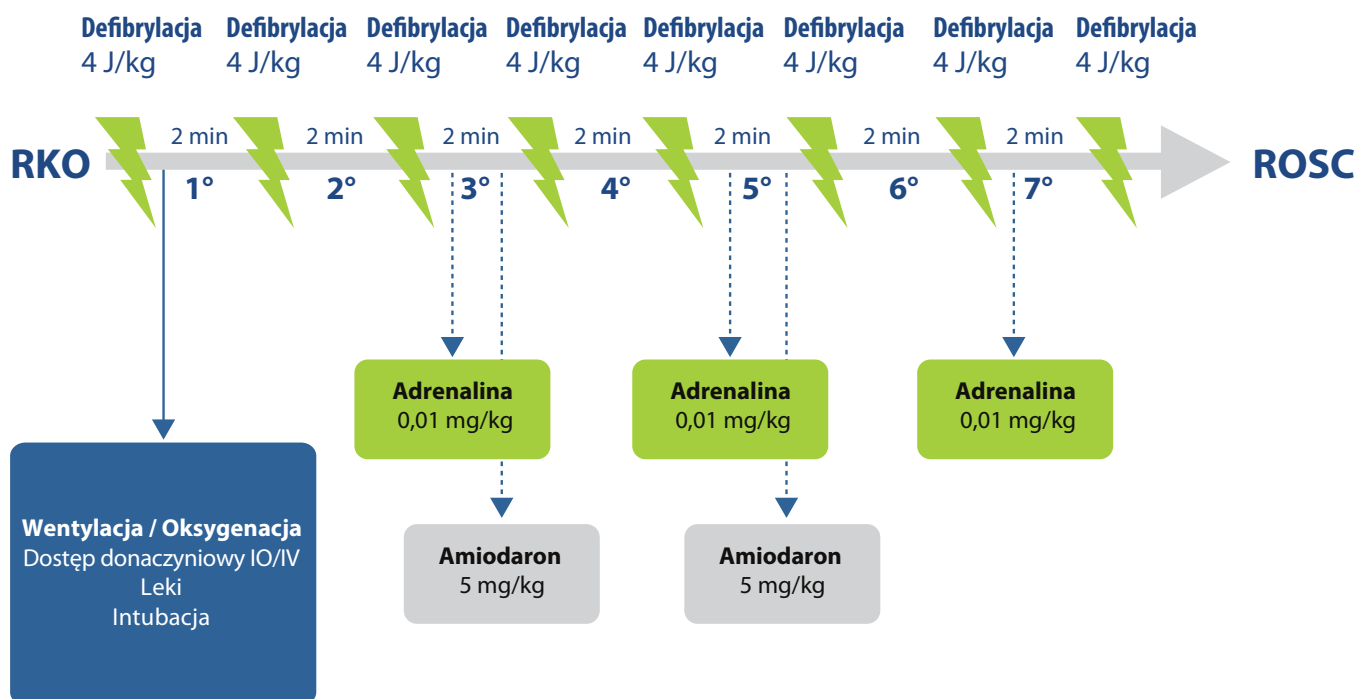 Defibrylacja
4 J/kg
Defibrylacja
4 J/kg
Defibrylacja
4 J/kg
Defibrylacja
4 J/kg
Defibrylacja
4 J/kg
Defibrylacja
4 J/kg
Defibrylacja
4 J/kg
Defibrylacja
4 J/kg
RKO
2 min
1°
2 min
2°
2 min
3°
2 min
4°
2 min
5°
2 min
6°
2 min
7°
ROSC
Adrenalina
0,01 mg/kg
Adrenalina
0,01 mg/kg
Adrenalina
0,01 mg/kg
Wentylacja / Oksygenacja
Dostęp donaczyniowy IO/IV
Leki
Intubacja
Amiodaron
5 mg/kg
Amiodaron
5 mg/kg